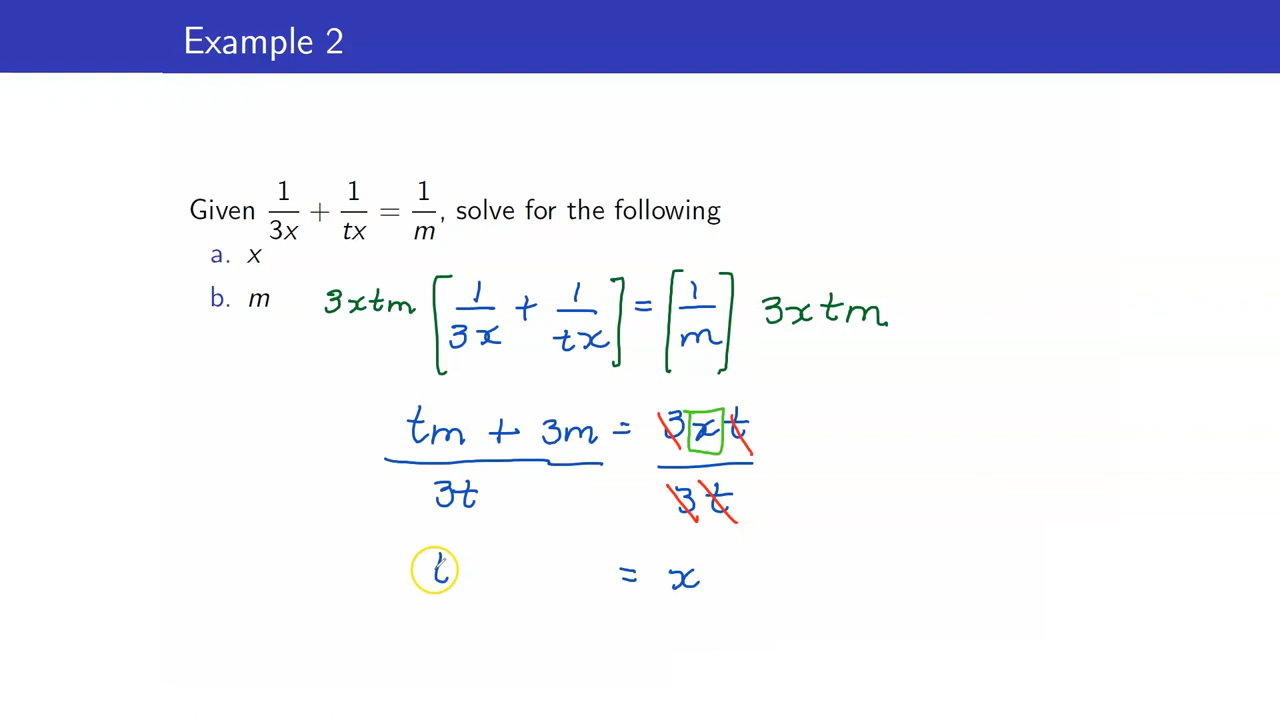 Example 2
Given 1/3x + 1/tx = 1/m, solve for the following
a. x
b. m
3xtm [1/3x + 1/tx] = [1/m] 3xtm
tm + 3m = 3xt
3t 3t
t = x